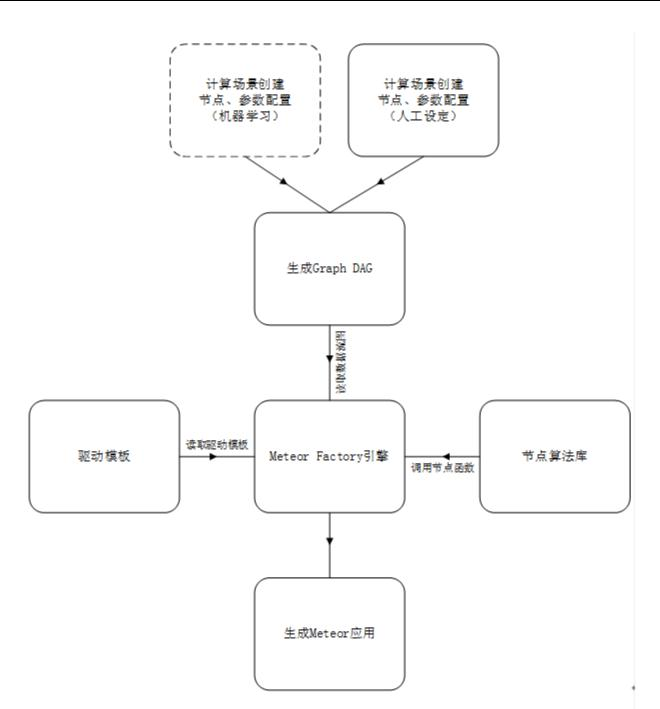 计算场景创建
节点、参数配置
（机器学习）
计算场景创建
节点、参数配置
（人工设定）
生成Graph DAG
读取数据流图
驱动模板
读取驱动模板
Meteor Factory引擎
调用节点函数
节点算法库
生成Meteor应用